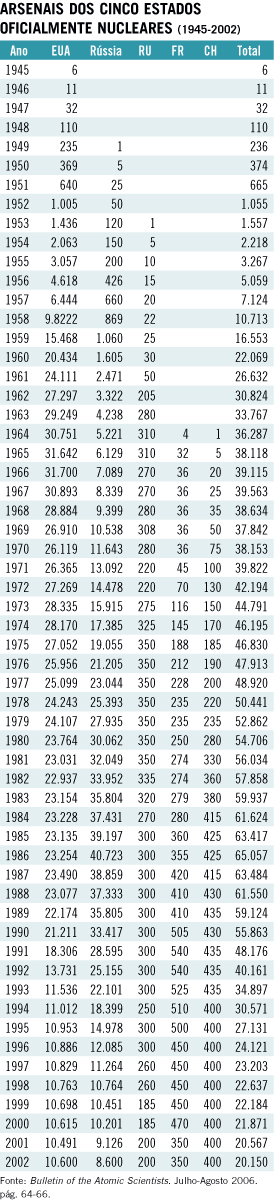 ARSENAIS DOS CINCO ESTADOS
OFICIALMENTE NUCLEARES (1945-2002)
Ano EUA Rússia RU FR CH Total
1945 6 6
1946 11 11
1947 32 32
1948 110 110
1949 235 1 236
1950 369 5 374
1951 640 25 665
1952 1.005 50 1.055
1953 1.436 120 1 1.557
1954 2.063 150 5 2.218
1955 3.057 200 10 3.267
1956 4.618 426 15 5.059
1957 6.444 660 20 7.124
1958 9.8222 869 22 10.713
1959 15.468 1.060 25 16.553
1960 20.434 1.605 30 22.069
1961 24.111 2.471 50 26.632
1962 27.297 3.322 205 30.824
1963 29.249 4.238 280 33.767
1964 30.751 5.221 310 4 1 36.287
1965 31.642 6.129 310 32 5 38.118
1966 31.700 7.089 270 36 20 39.115
1967 30.893 8.339 270 36 25 39.563
1968 28.884 9.399 280 36 35 38.634
1969 26.910 10.538 308 36 50 37.842
1970 26.119 11.643 280 36 75 38.153
1971 26.365 13.092 220 45 100 39.822
1972 27.269 14.478 220 70 130 42.194
1973 28.335 15.915 275 116 150 44.791
1974 28.170 17.385 325 145 170 46.195
1975 27.052 19.055 350 188 185 46.830
1976 25.956 21.205 350 212 190 47.913
1977 25.099 23.044 350 228 200 48.920
1978 24.243 25.393 350 235 220 50.441
1979 24.107 27.935 350 235 235 52.862
1980 23.764 30.062 350 250 280 54.706
1981 23.031 32.049 350 274 330 56.034
1982 22.937 33.952 335 274 360 57.858
1983 23.154 35.804 320 279 380 59.937
1984 23.228 37.431 270 280 415 61.624
1985 23.135 39.197 300 360 425 63.417
1986 23.254 40.723 300 355 425 65.057
1987 23.490 38.859 300 420 415 63.484
1988 23.077 37.333 300 410 430 61.550
1989 22.174 35.805 300 410 435 59.124
1990 21.211 33.417 300 505 430 55.863
1991 18.306 28.595 300 540 435 48.176
1992 13.731 25.155 300 540 435 40.161
1993 11.536 22.101 300 525 435 34.897
1994 11.012 18.399 250 510 400 30.571
1995 10.953 14.978 300 500 400 27.131
1996 10.886 12.085 300 450 400 24.121
1997 10.829 11.264 260 450 400 23.203
1998 10.763 10.764 260 450 400 22.637
1999 10.698 10.451 185 450 400 22.184
2000 10.615 10.201 185 470 400 21.871
2001 10.491 9.126 200 350 400 20.567
2002 10.600 8.600 200 350 400 20.150
Fonte: Bulletin of the Atomic Scientists. Julho-Agosto 2006.
pág. 64-66.